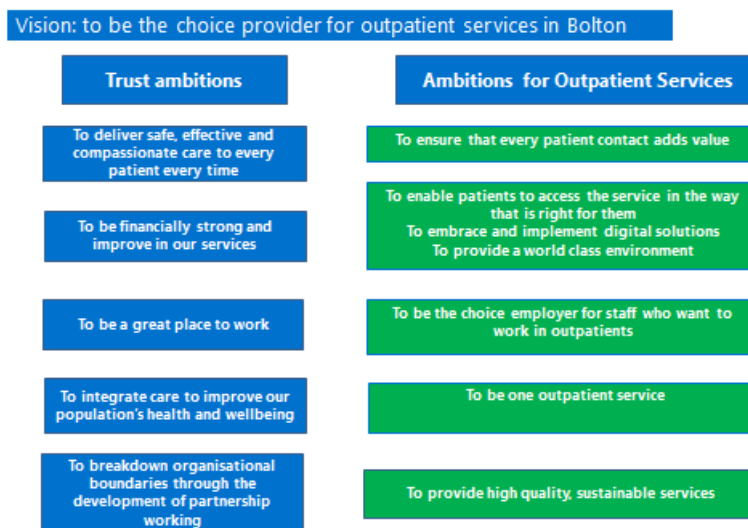 Vision: to be the choice provider for outpatient services in Bolton
Trust ambitions
Ambitions for Outpatient Services
To deliver safe, effective and
compassionate care to every
patient every time
To ensure that every patient contact adds value
To be financially strong and
improve in our services
To enable patients to access the service in the way
that is right for them
To embrace and implement digital solutions
To provide a world class environment
To be a great place to work
To be the choice employer for staff who want to
work in outpatients
To integrate care to improve our
population's health and wellbeing
To be one outpatient service
To breakdown organisational
boundaries through the
development of partnership
working
To provide high quality, sustainable services